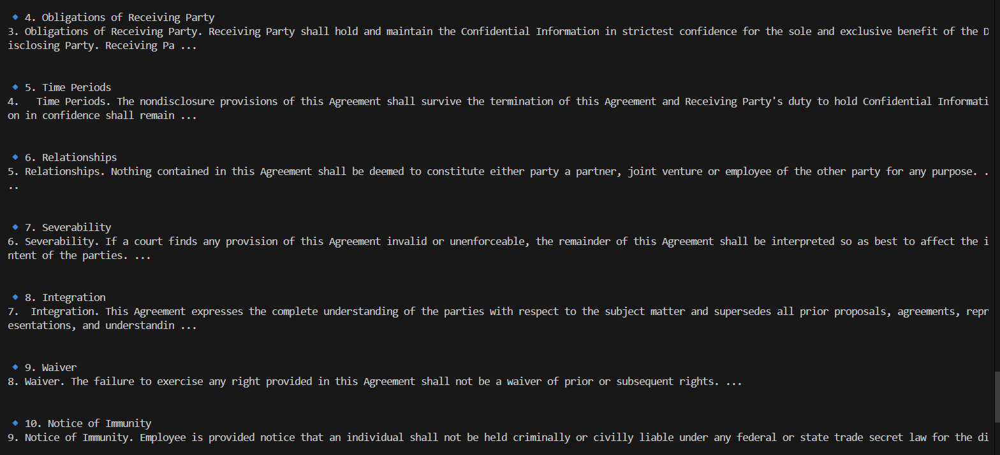 🔹 4. Obligations of Receiving Party
3. Obligations of Receiving Party. Receiving Party shall hold and maintain the Confidential Information in strictest confidence for the sole and exclusive benefit of the D
isclosing Party. Receiving Pa ...
🔹 5. Time Periods
4.   Time Periods. The nondisclosure provisions of this Agreement shall survive the termination of this Agreement and Receiving Party's duty to hold Confidential Informati
on in confidence shall remain ...
🔹 6. Relationships
5. Relationships. Nothing contained in this Agreement shall be deemed to constitute either party a partner, joint venture or employee of the other party for any purpose. .
..
🔹 7. Severability
6. Severability. If a court finds any provision of this Agreement invalid or unenforceable, the remainder of this Agreement shall be interpreted so as best to affect the i
ntent of the parties. ...
🔹 8. Integration
7.  Integration. This Agreement expresses the complete understanding of the parties with respect to the subject matter and supersedes all prior proposals, agreements, repr
esentations, and understandin ...
🔹 9. Waiver
8. Waiver. The failure to exercise any right provided in this Agreement shall not be a waiver of prior or subsequent rights. ...
🔹 10. Notice of Immunity
9. Notice of Immunity. Employee is provided notice that an individual shall not be held criminally or civilly liable under any federal or state trade secret law for the di